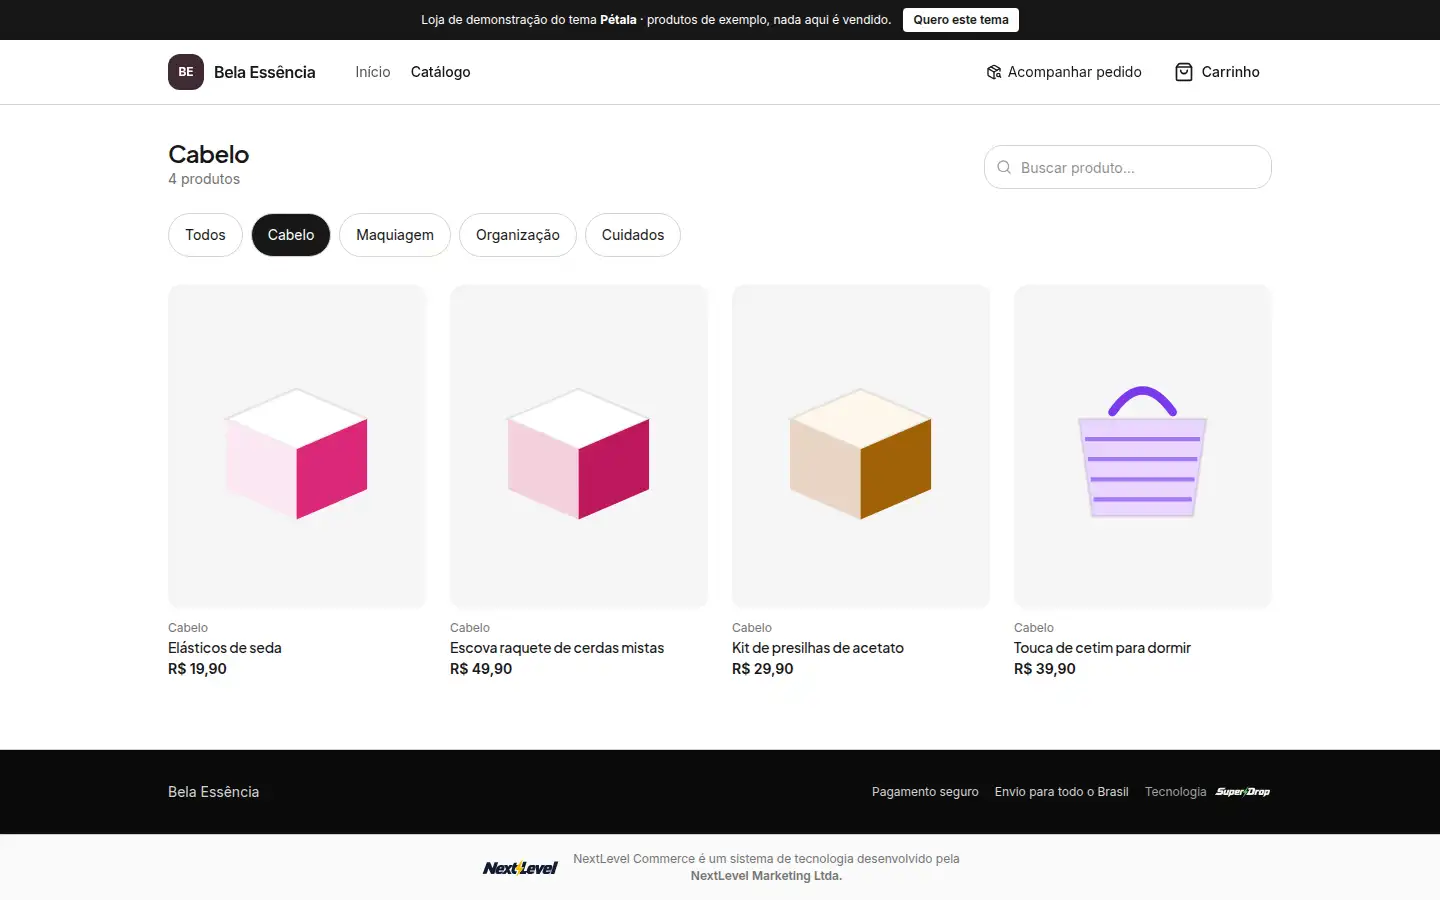 Loja de demonstração do tema Pétala · produtos de exemplo, nada aqui é vendido. Quero este tema
BE Bela Essência Início Catálogo Acompanhar pedido Carrinho
Cabelo
4 produtos
Buscar produto...
Todos Cabelo Maquiagem Organização Cuidados
Cabelo Cabelo Cabelo Cabelo
Elásticos de seda Escova raquete de cerdas mistas Kit de presilhas de acetato Touca de cetim para dormir
R$ 19,90 R$ 49,90 R$ 29,90 R$ 39,90
Bela Essência Pagamento seguro Envio para todo o Brasil Tecnologia SuperDrop
NextLevel NextLevel Commerce é um sistema de tecnologia desenvolvido pela
NextLevel Marketing Ltda.